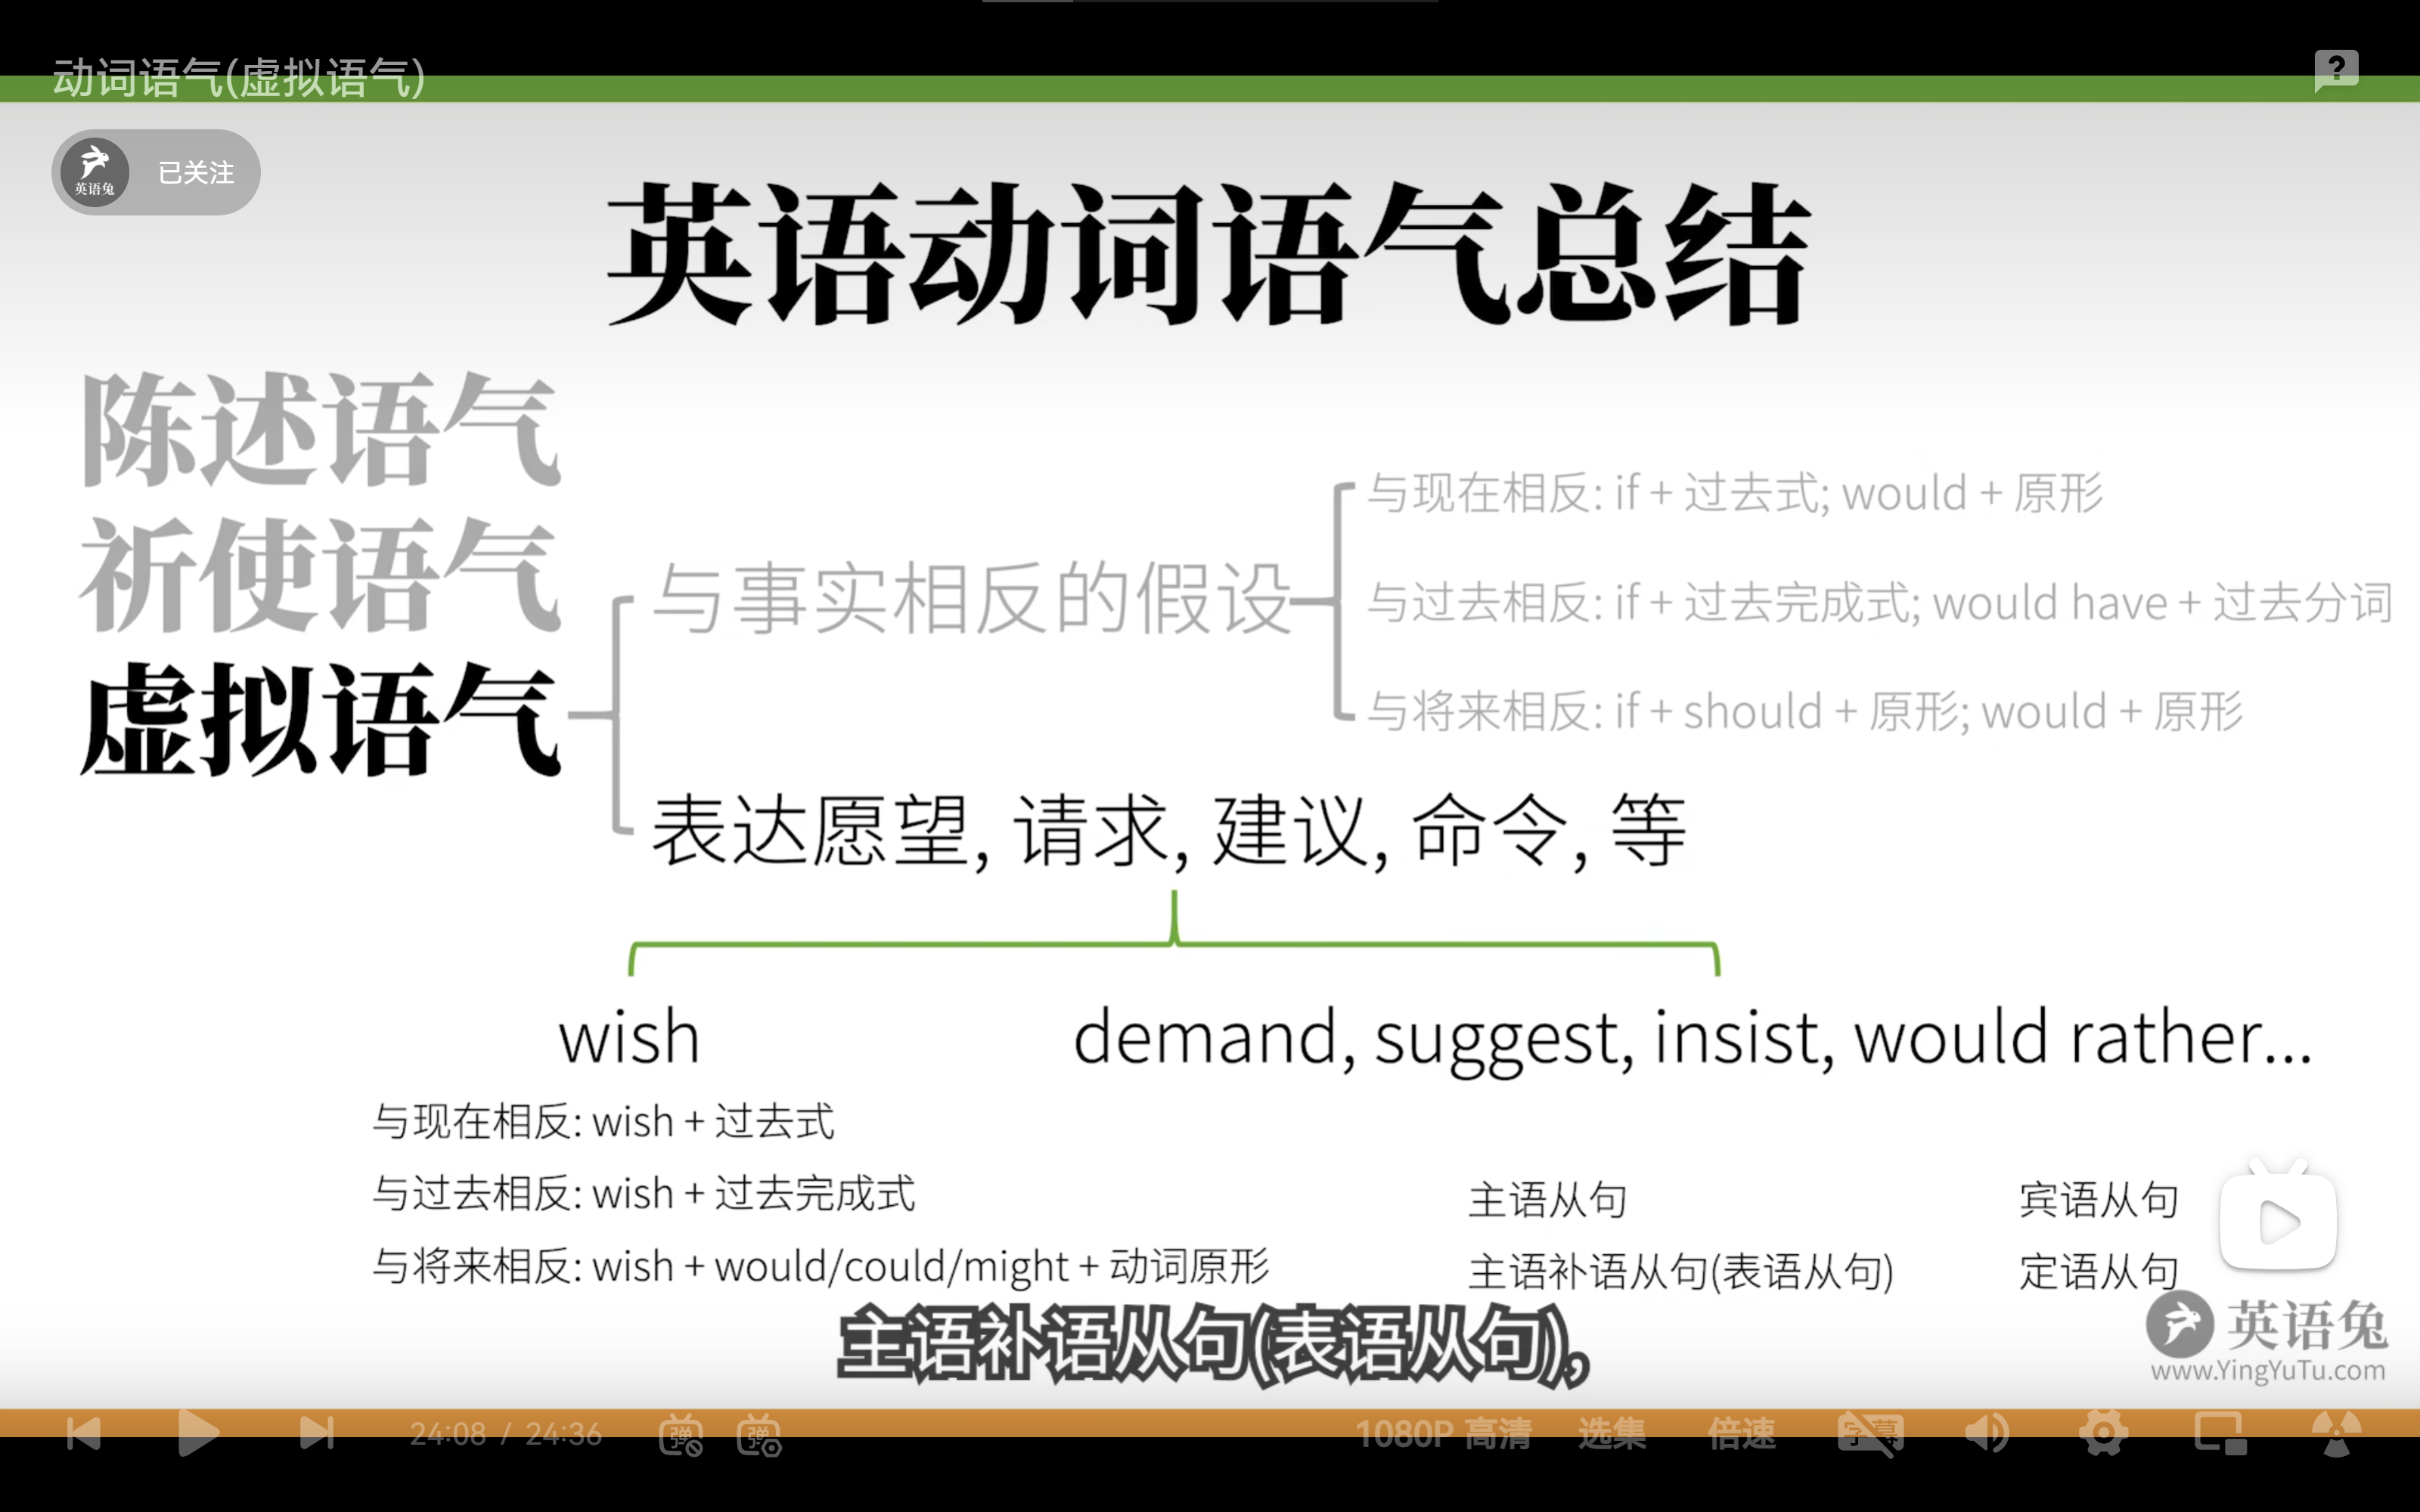 动词语气(虚拟语气)
?
英语兔
已关注
英语动词语气总结
陈述语气
祈使语气
虚拟语气
与事实相反的假设
与现在相反: if + 过去式; would + 原形
与过去相反: if + 过去完成式; would have + 过去分词
与将来相反: if + should + 原形; would + 原形
表达愿望, 请求, 建议, 命令, 等
wish
与现在相反: wish + 过去式
与过去相反: wish + 过去完成式
与将来相反: wish + would/could/might + 动词原形
demand, suggest, insist, would rather...
主语从句
宾语从句
主语补语从句(表语从句)
定语从句
主语补语从句(表语从句),
英语兔
www.YingYuTu.com
24:08 / 24:36
弹
弹
1080P 高清
选集
倍速
字幕